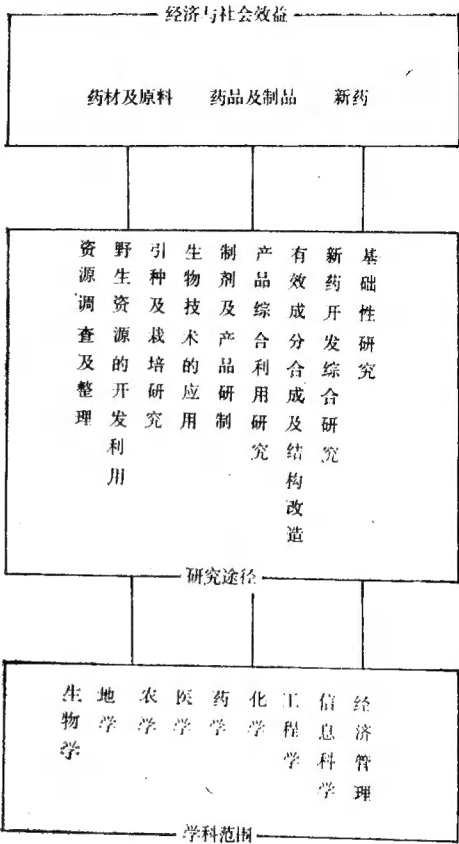 经济与社会效益
药材及原料 药品及制品 新药
资源调查及整理
野生资源的开发利用
引种及栽培研究
生物技术的应用
制剂及产品研制
产品综合利用研究
有效成分合成及结构改造
新药开发综合研究
基础性研究
研究途径
生物学
地学
农学
医学
药学
化学
工程学
信息科学
经济管理
学科范围